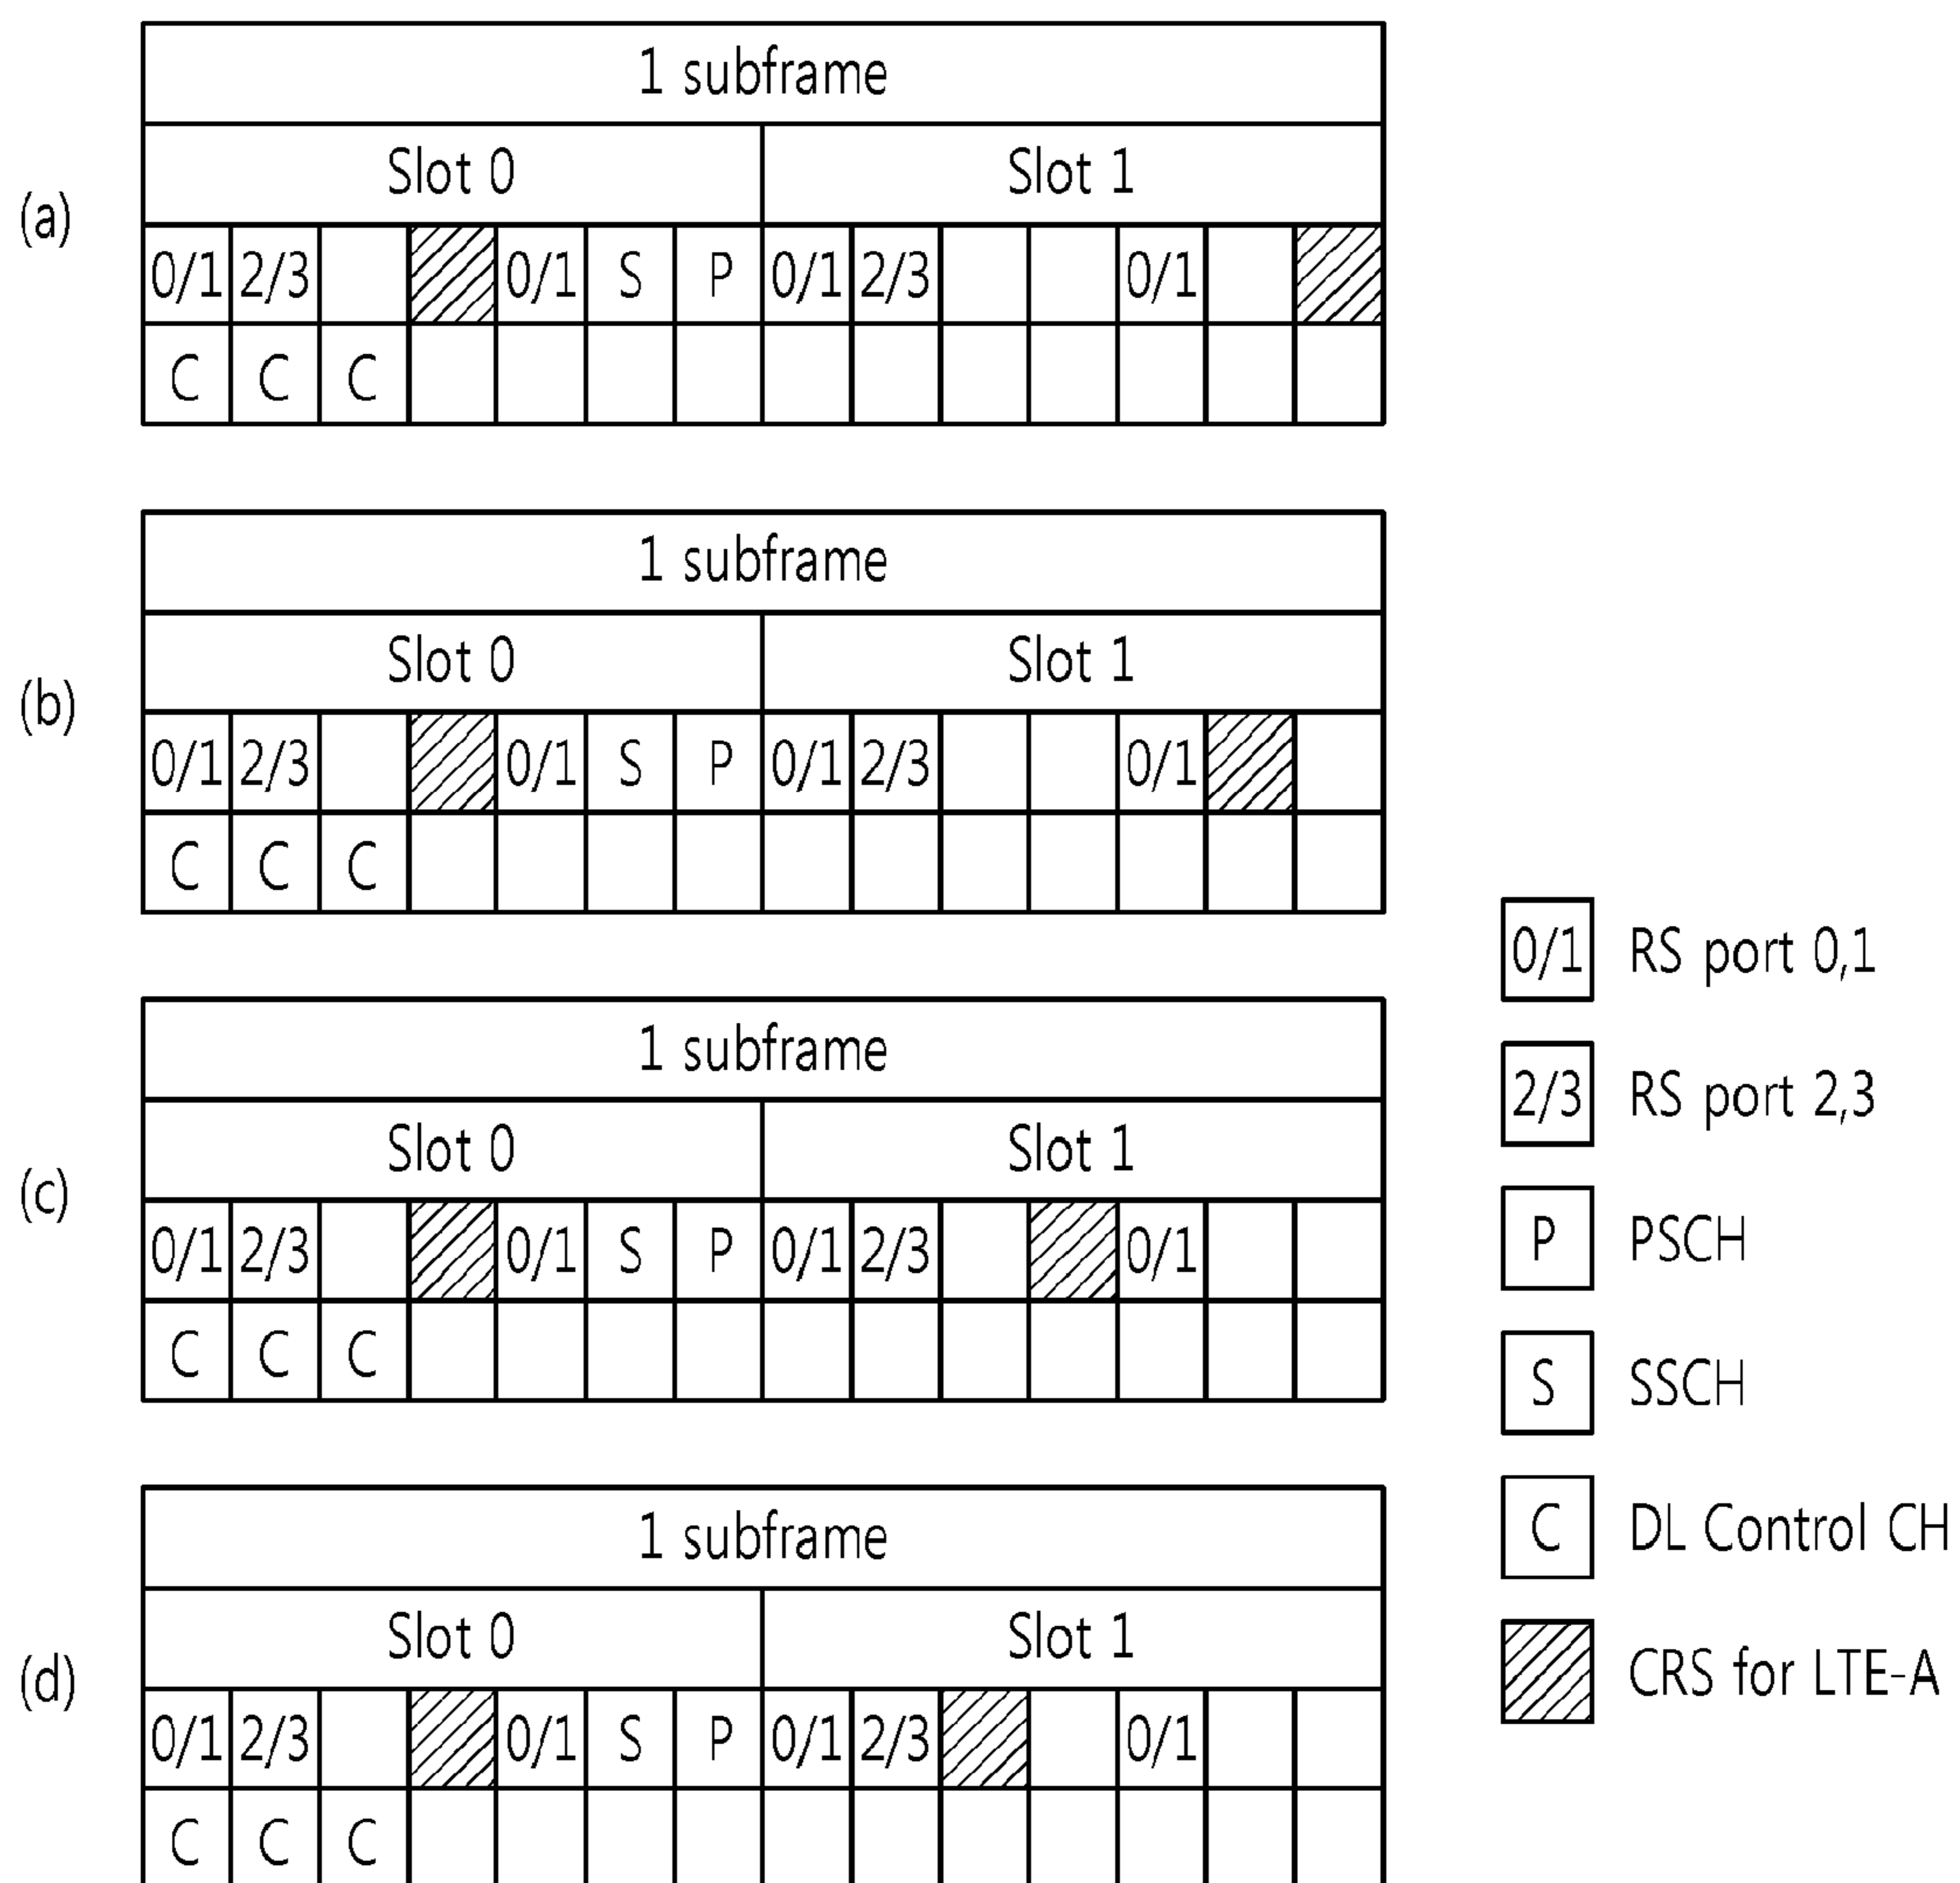 1 subframe
Slot 0 Slot 1
(a)
0/1 2/3 0/1 S P 0/1 2/3 0/1
C C C
1 subframe
Slot 0 Slot 1
(b)
0/1 2/3 0/1 S P 0/1 2/3 0/1
C C C
1 subframe
Slot 0 Slot 1
(c)
0/1 2/3 0/1 S P 0/1 2/3 0/1
C C C
1 subframe
Slot 0 Slot 1
(d)
0/1 2/3 0/1 S P 0/1 2/3 0/1
C C C
0/1 RS port 0,1
2/3 RS port 2,3
P PSCH
S SSCH
C DL Control CH
CRS for LTE-A